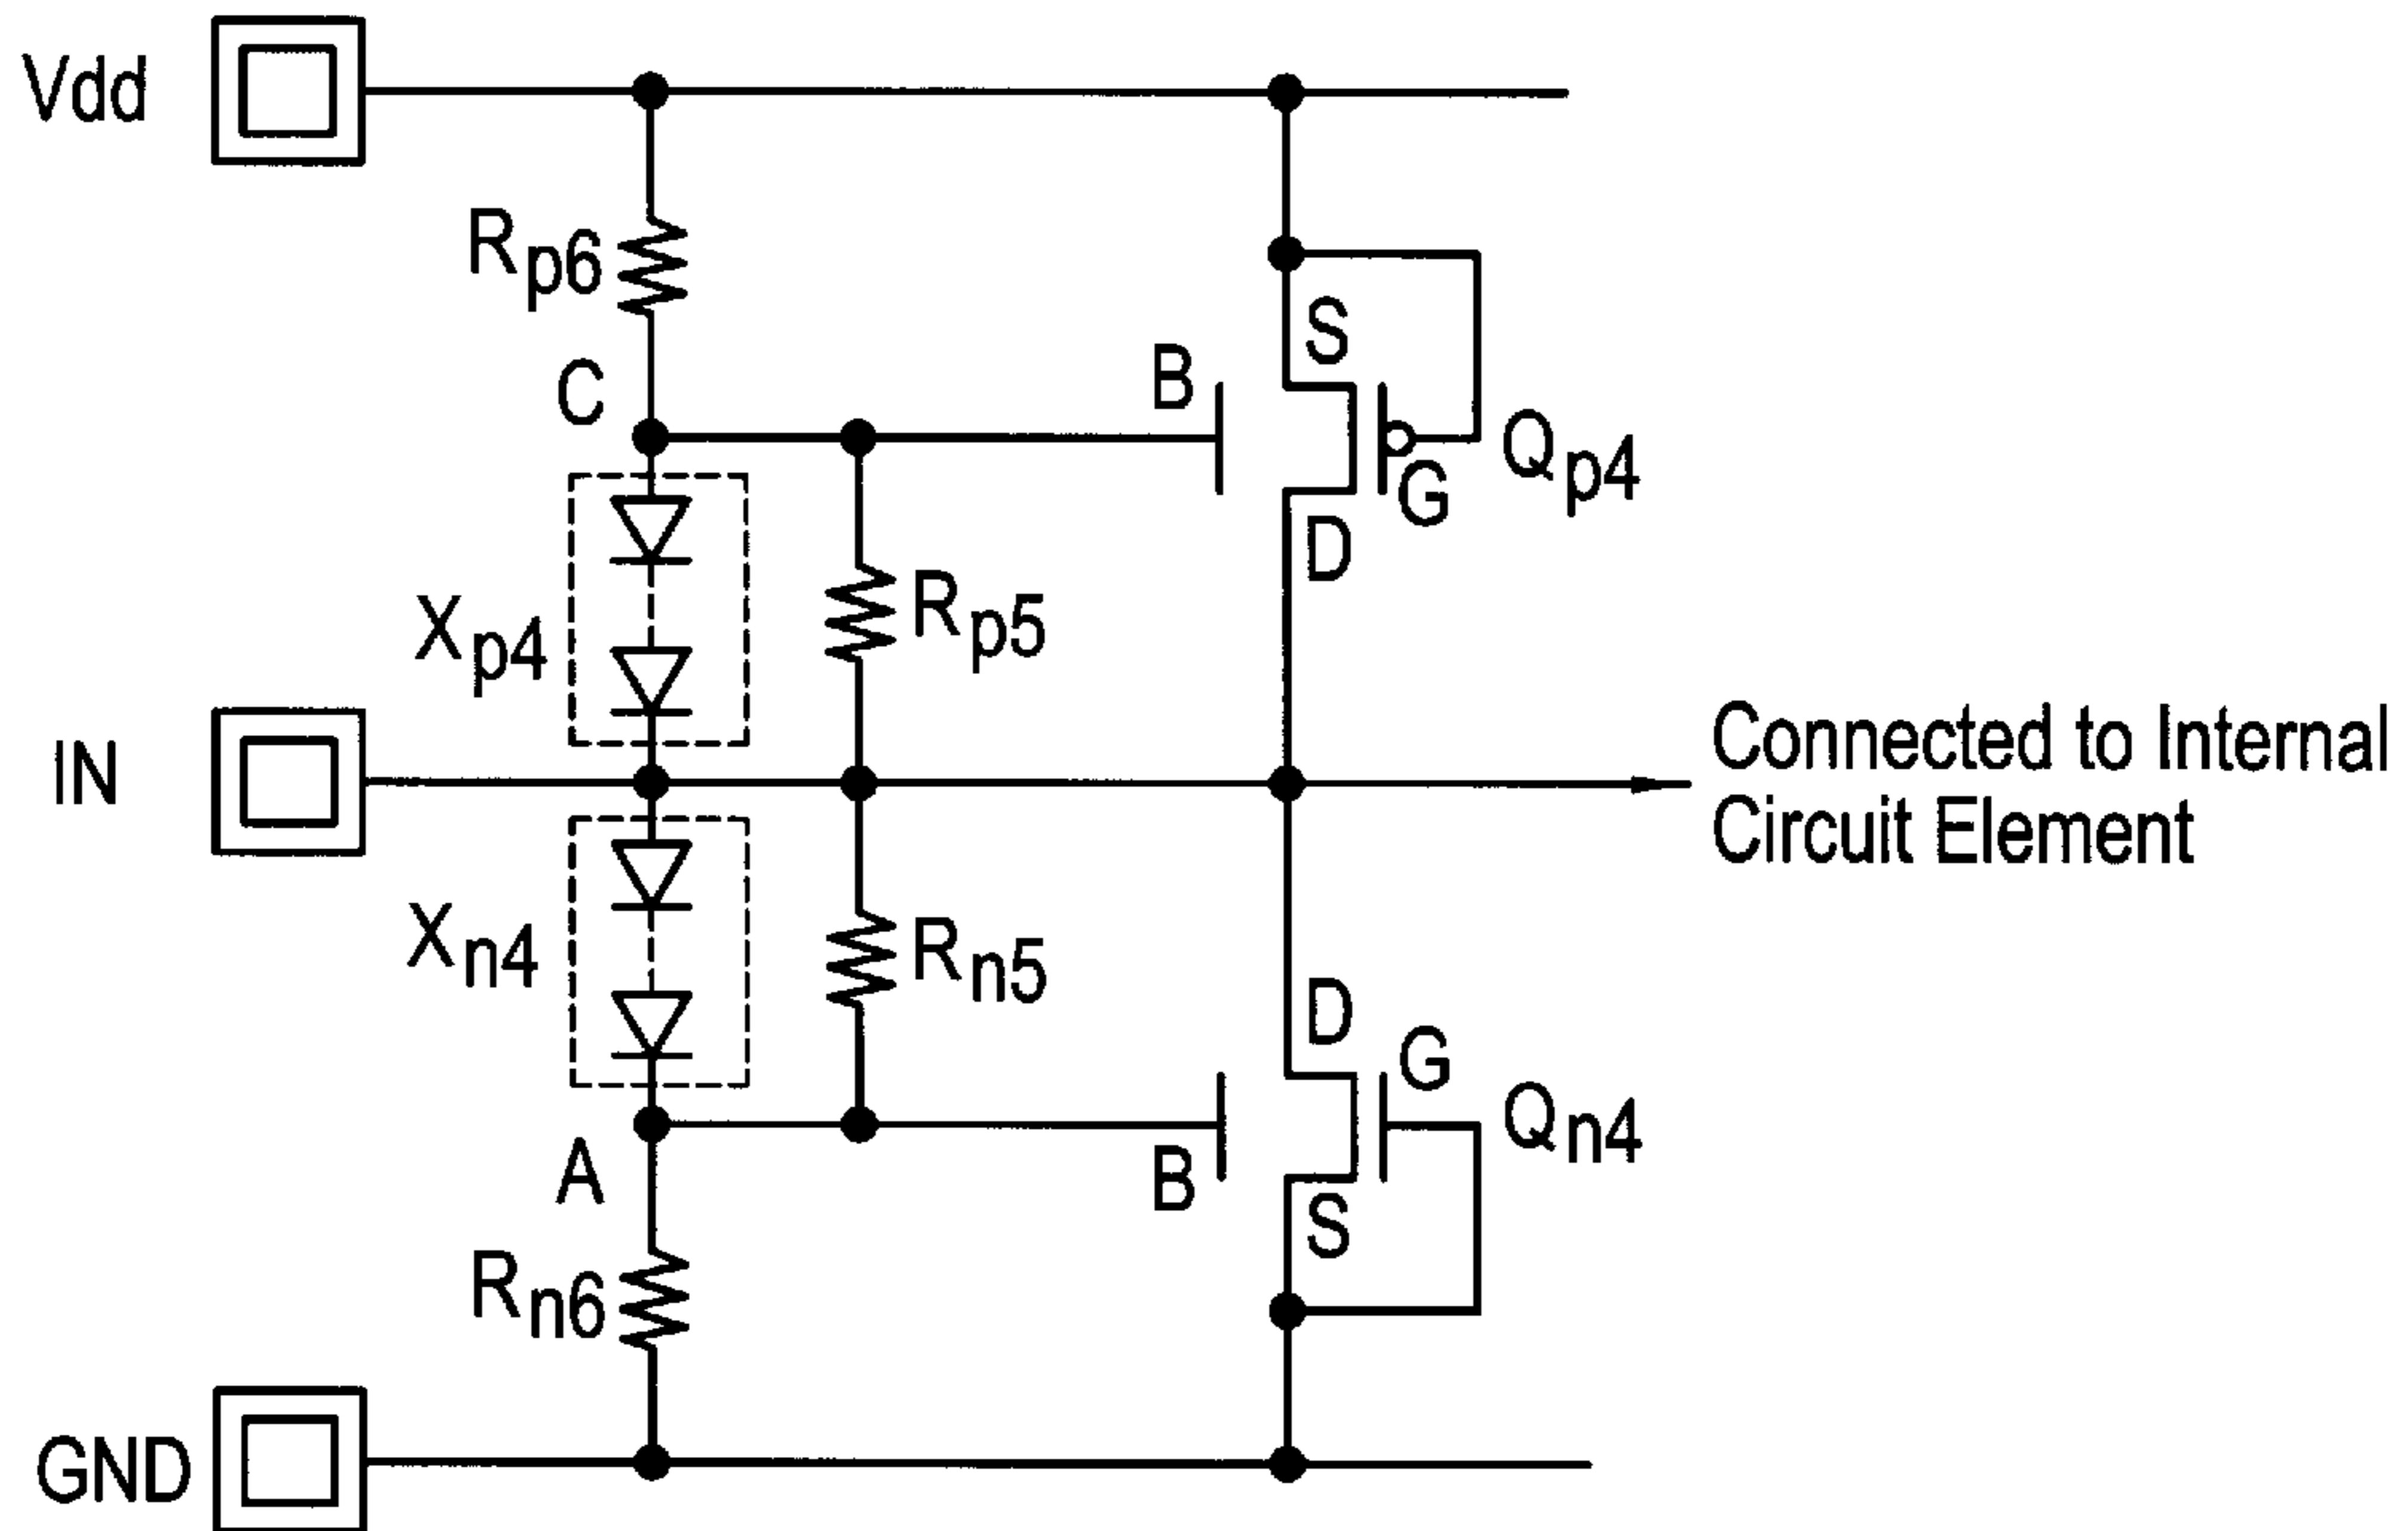 Vdd
Rp6
S
B
C
Qp4
G
D
Rp5
Xp4
Connected to Internal
IN
Circuit Element
Xn4
Rn5
D
G
Qn4
A
B
S
Rn6
GND